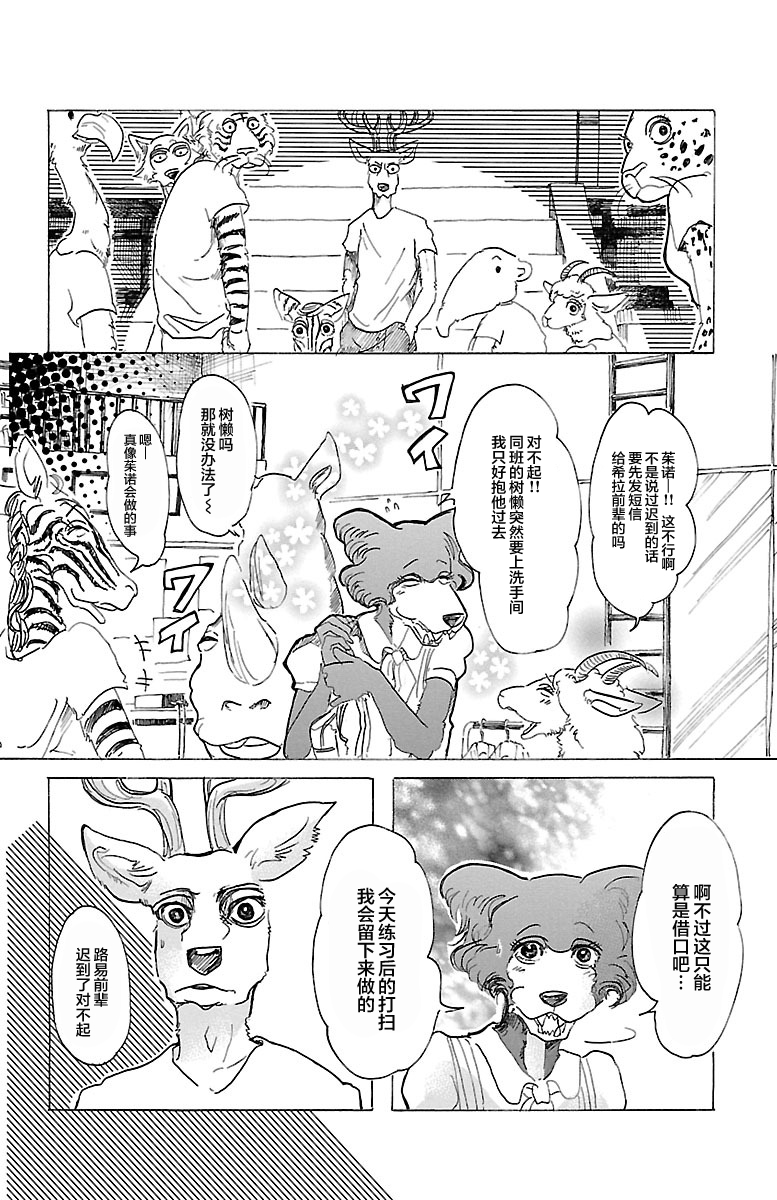 茱诺—!! 这不行啊
不是说过迟到的话
要先发短信
给希拉前辈的吗
对不起!!
同班的树懒突然要上洗手间
我只好抱他过去
ワイ
树懒吗
那就没办法了～
嗯—
真像茱诺会做的事
ワイ
啊不过这只能
算是借口吧…
今天练习后的打扫
我会留下来做的
路易前辈
迟到了对不起